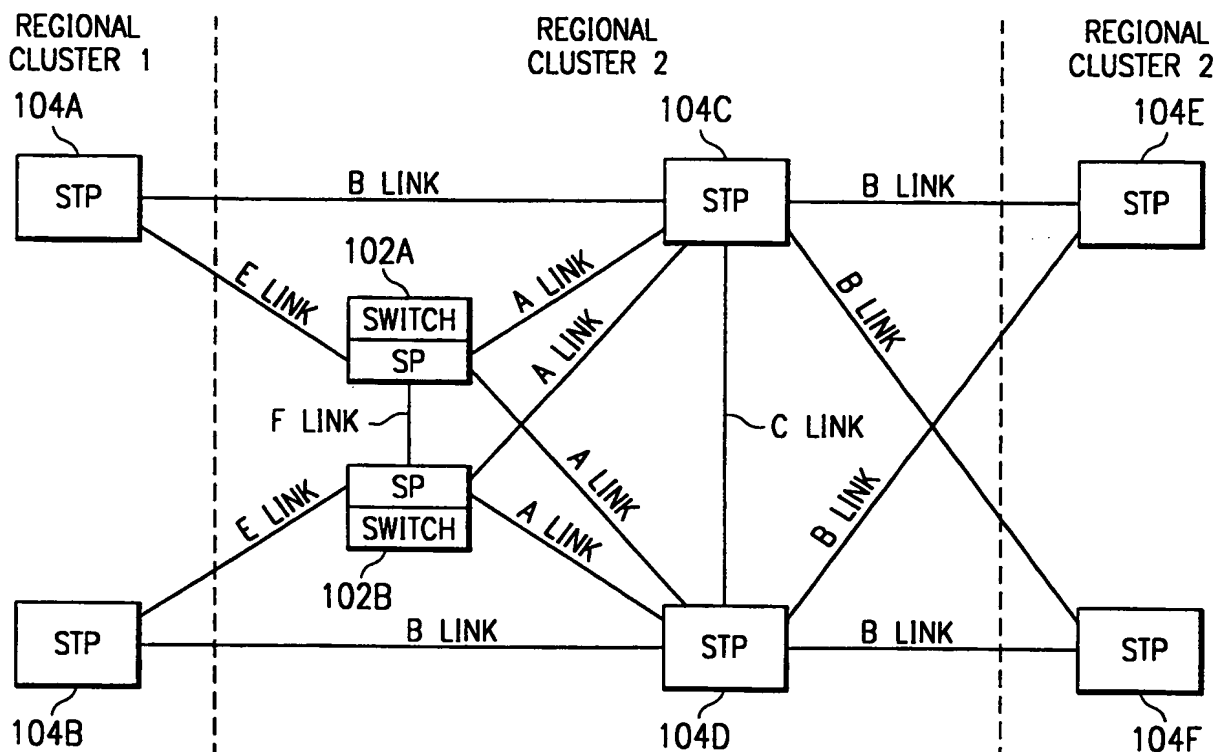 REGIONAL
CLUSTER 1
REGIONAL
CLUSTER 2
REGIONAL
CLUSTER 2
104A
104C
104E
STP
B LINK
STP
B LINK
STP
E LINK
102A
A LINK
B LINK
SWITCH
SP
A LINK
F LINK
C LINK
SP
SWITCH
E LINK
A LINK
A LINK
B LINK
102B
STP
B LINK
STP
B LINK
STP
104B
104D
104F